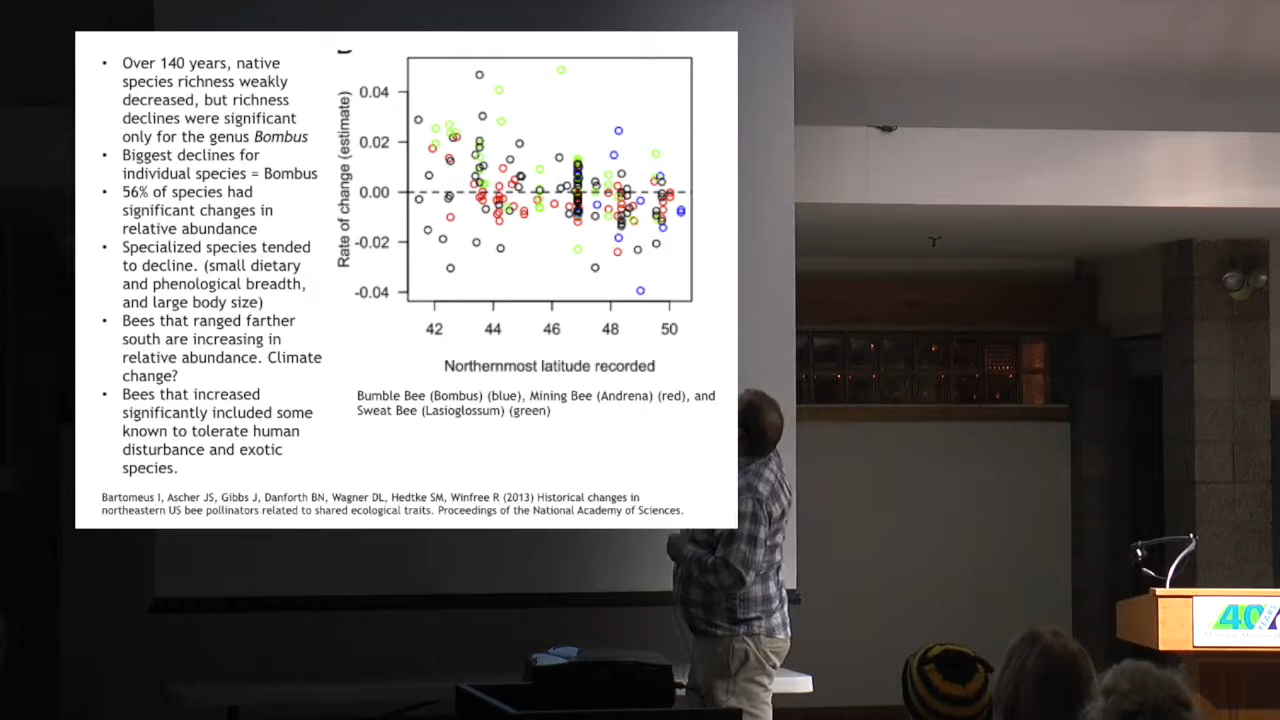 • Over 140 years, native
species richness weakly
decreased, but richness
declines were significant
only for the genus Bombus
• Biggest declines for
individual species = Bombus
• 56% of species had
significant changes in
relative abundance
• Specialized species tended
to decline. (small dietary
and phenological breadth,
and large body size)
• Bees that ranged farther
south are increasing in
relative abundance. Climate
change?
• Bees that increased
significantly included some
known to tolerate human
disturbance and exotic
species.
Rate of change (estimate)
0.04
0.02
0.00
-0.02
-0.04
42 44 46 48 50
Northernmost latitude recorded
Bumble Bee (Bombus) (blue), Mining Bee (Andrena) (red), and
Sweat Bee (Lasioglossum) (green)
Bartomeus I, Ascher JS, Gibbs J, Danforth BN, Wagner DL, Hedtke SM, Winfree R (2013) Historical changes in
northeastern US bee pollinators related to shared ecological traits. Proceedings of the National Academy of Sciences.
40
YEARS